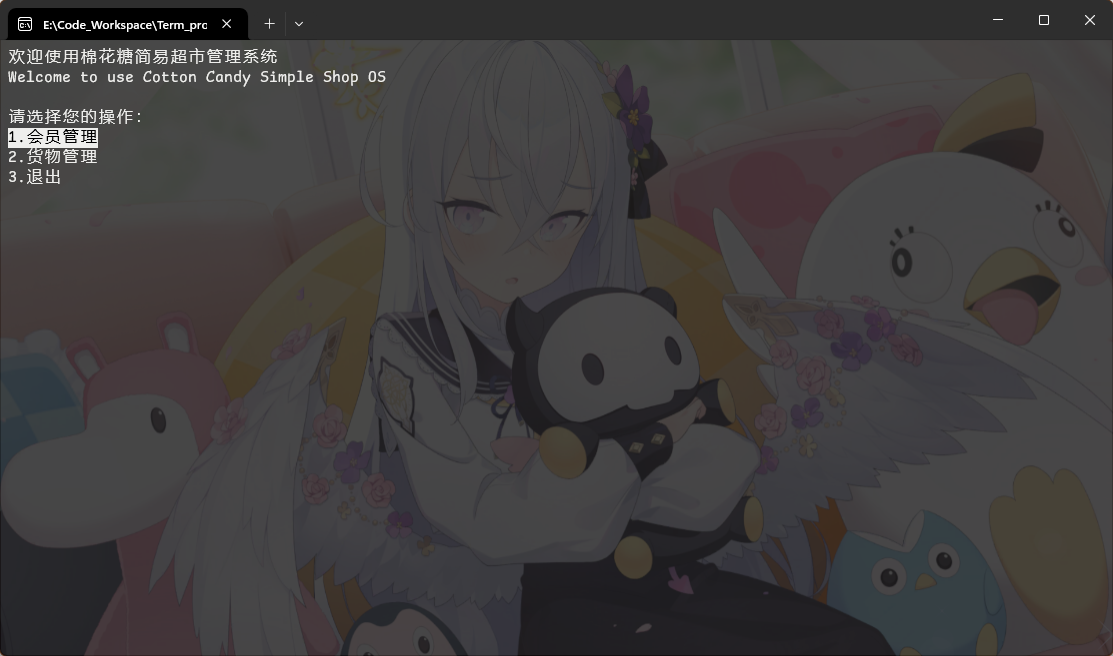 E:\Code_Workspace\Term_pro
欢迎使用棉花糖简易超市管理系统
Welcome to use Cotton Candy Simple Shop OS
请选择您的操作：
1.会员管理
2.货物管理
3.退出